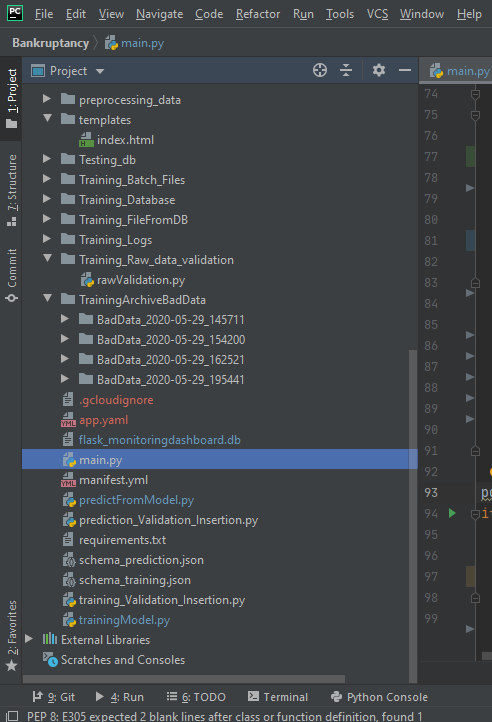 PC File Edit View Navigate Code Refactor Run Tools VCS Window Help
Bankruptancy main.py
1: Project
7: Structure
Commit
2: Favorites
Project
main.py
preprocessing_data
templates
index.html
Testing_db
Training_Batch_Files
Training_Database
Training_FileFromDB
Training_Logs
Training_Raw_data_validation
rawValidation.py
TrainingArchiveBadData
BadData_2020-05-29_145711
BadData_2020-05-29_154200
BadData_2020-05-29_162521
BadData_2020-05-29_195441
.gcloudignore
app.yaml
flask_monitoringdashboard.db
main.py
manifest.yml
predictFromModel.py
prediction_Validation_Insertion.py
requirements.txt
schema_prediction.json
schema_training.json
training_Validation_Insertion.py
trainingModel.py
External Libraries
Scratches and Consoles
74
75
76
77
78
79
80
81
82
83
84
85
86
87
88
89
90
91
92
93 po
94 i
95
96
97
98
99
9: Git 4: Run 6: TODO Terminal Python Console
PEP 8: E305 expected 2 blank lines after class or function definition, found 1